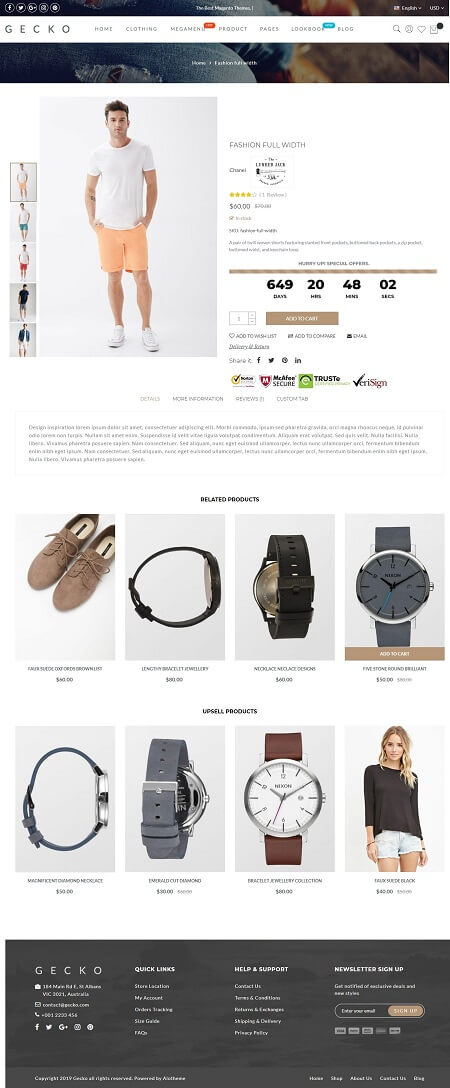 The Best Magento Themes.|
English
USD
GECKO
HOME
CLOTHING
MEGAMENU
PRODUCT
PAGES
LOOKBOOK
BLOG
Home > Fashion full width
FASHION FULL WIDTH
Chanel
The
LUMBER JACK
( 1 Review )
$60.00 $70.00
In stock
SKU: fashion-full-width
A pair of twill woven shorts featuring slanted front pockets, buttoned back pockets, a zip pocket,
buttoned waist, and keychain loop.
HURRY UP! SPECIAL OFFERS.
649 20 48 02
DAYS HRS MINS SECS
1
ADD TO CART
ADD TO WISH LIST
ADD TO COMPARE
EMAIL
Delivery & Return
Share it:
Norton
McAfee
SECURE
TRUSTe
VeriSign
DETAILS
MORE INFORMATION
REVIEWS (1)
CUSTOM TAB
Design inspiration lorem ipsum dolor sit amet, consectetuer adipiscing elit. Morbi commodo, ipsum sed pharetra gravida, orci magna rhoncus neque, id pulvinar
odio lorem non turpis. Nullam sit amet enim. Suspendisse id velit vitae ligula volutpat condimentum. Aliquam erat volutpat. Sed quis velit. Nulla facilisi. Nulla
libero. Vivamus pharetra posuere sapien. Nam consectetuer. Sed aliquam, nunc eget euismod ullamcorper, lectus nunc ullamcorper orci, fermentum bibendum
enim nibh eget ipsum. Nam consectetuer. Sed aliquam, nunc eget euismod ullamcorper, lectus nunc ullamcorper orci, fermentum bibendum enim nibh eget ipsum.
Nulla libero. Vivamus pharetra posuere sapien.
RELATED PRODUCTS
NIXON
ADD TO CART
FAUX SUEDE OXFORDS BROWN LIST
$60.00
LENGTHY BRACELET JEWELLERY
$80.00
NECKLACE NECLACE DESIGNS
$60.00
FIVE STONE ROUND BRILLIANT
$50.00 $80.00
UPSELL PRODUCTS
NIXON
MAGNIFICENT DIAMOND NECKLACE
$50.00
EMERALD CUT DIAMOND
$30.00 $60.00
BRACELET JEWELLERY COLLECTION
$80.00
FAUX SUEDE BLACK
$40.00 $50.00
GECKO
184 Main Rd E, St Albans
VIC 3021, Australia
contact@gecko.com
+001 2233 456
QUICK LINKS
Store Location
My Account
Orders Tracking
Size Guide
FAQs
HELP & SUPPORT
Contact Us
Terms & Conditions
Returns & Exchanges
Shipping & Delivery
Privacy Policy
NEWSLETTER SIGN UP
Get notified of exclusive deals and
new styles
Enter your email
SIGN UP
Copyright 2019 Gecko all rights reserved. Powered by Alothemes
Home
Shop
About Us
Contact Us
Blog